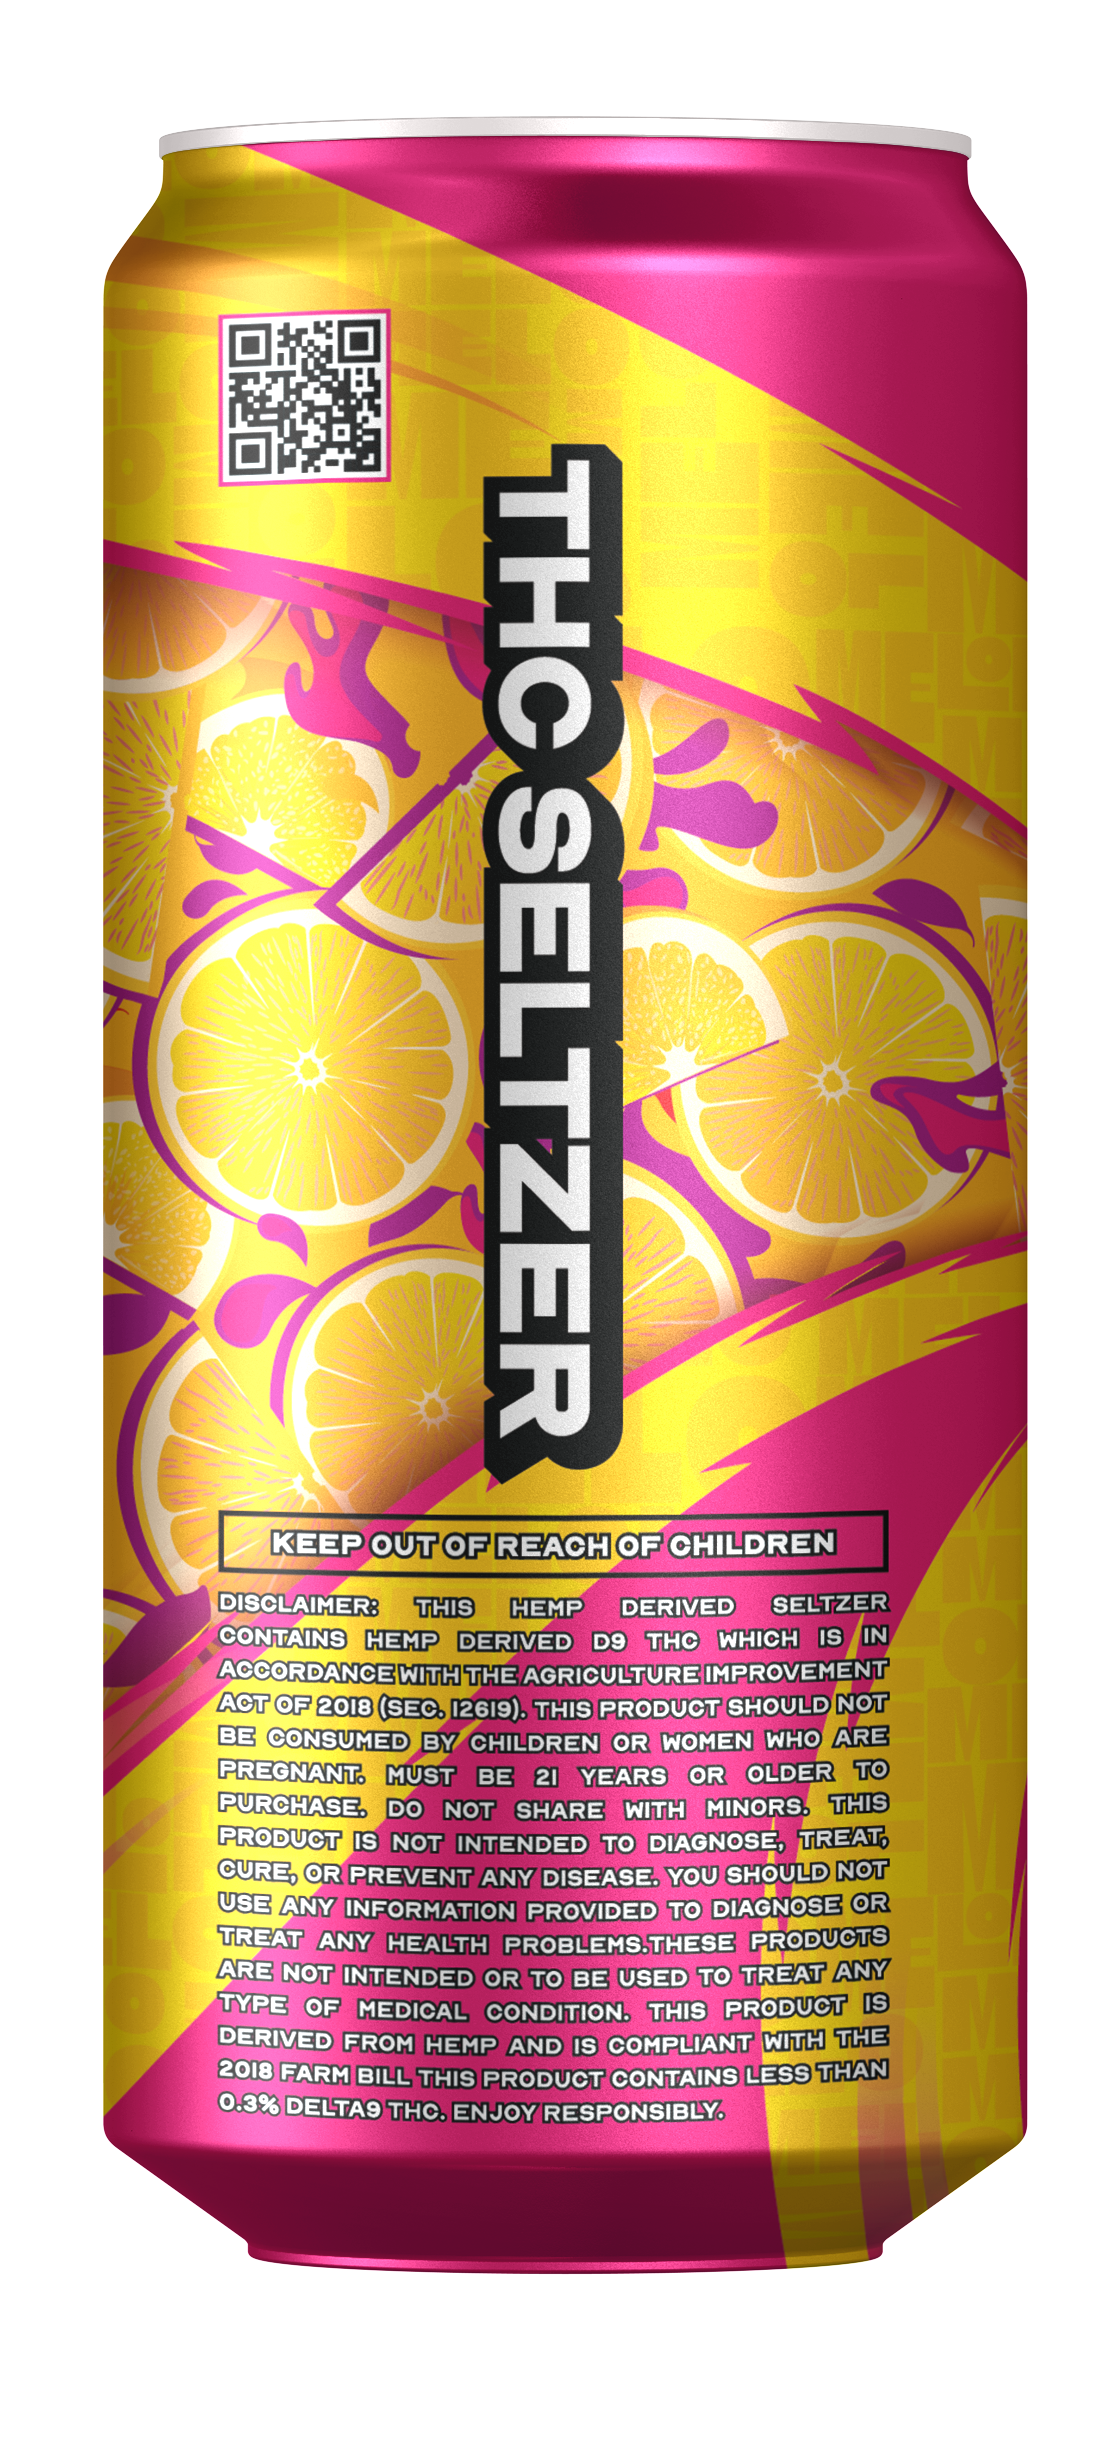 THC SELTZER
KEEP OUT OF REACH OF CHILDREN
DISCLAIMER: THIS HEMP DERIVED SELTZER
CONTAINS HEMP DERIVED D9 THC WHICH IS IN
ACCORDANCE WITH THE AGRICULTURE IMPROVEMENT
ACT OF 2018 (SEC. 12619). THIS PRODUCT SHOULD NOT
BE CONSUMED BY CHILDREN OR WOMEN WHO ARE
PREGNANT. MUST BE 21 YEARS OR OLDER TO
PURCHASE. DO NOT SHARE WITH MINORS. THIS
PRODUCT IS NOT INTENDED TO DIAGNOSE, TREAT,
CURE, OR PREVENT ANY DISEASE. YOU SHOULD NOT
USE ANY INFORMATION PROVIDED TO DIAGNOSE OR
TREAT ANY HEALTH PROBLEMS.THESE PRODUCTS
ARE NOT INTENDED OR TO BE USED TO TREAT ANY
TYPE OF MEDICAL CONDITION. THIS PRODUCT IS
DERIVED FROM HEMP AND IS COMPLIANT WITH THE
2018 FARM BILL THIS PRODUCT CONTAINS LESS THAN
0.3% DELTA9 THC. ENJOY RESPONSIBLY.